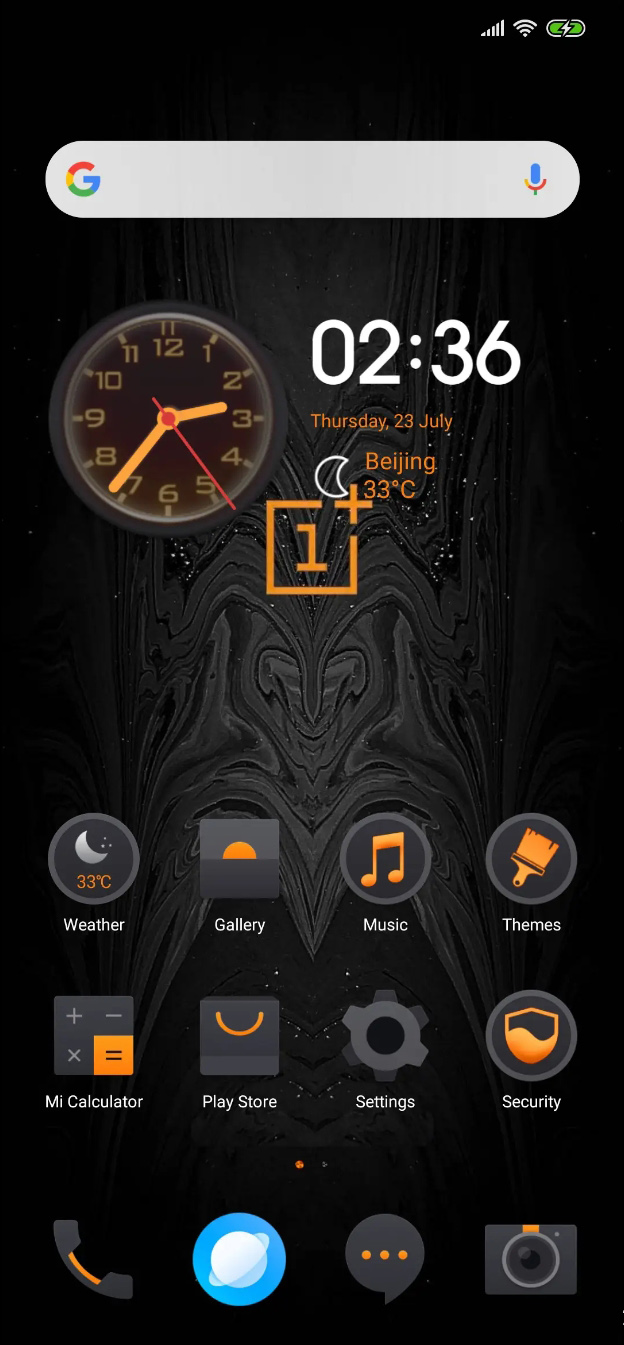 G
12
11 1
10 2
9 3
8 4
7 5
6
02:36
Thursday, 23 July
Beijing
33°C
1
33°C
Weather
Gallery
Music
Themes
+ −
× =
Mi Calculator
Play Store
Settings
Security